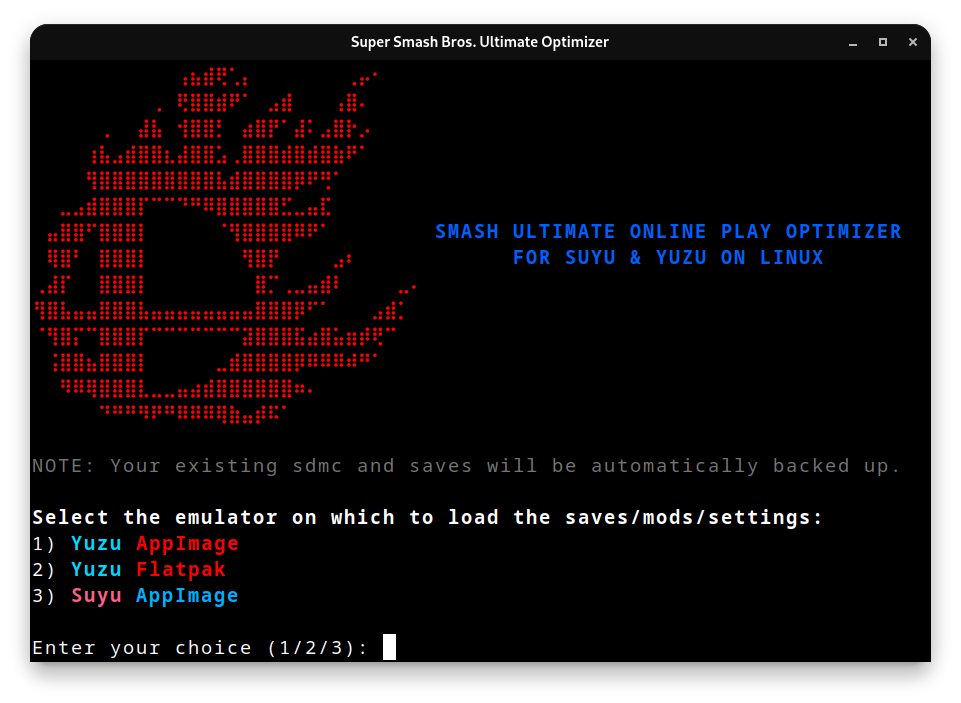 Super Smash Bros. Ultimate Optimizer
SMASH ULTIMATE ONLINE PLAY OPTIMIZER
FOR SUYU & YUZU ON LINUX
NOTE: Your existing sdmc and saves will be automatically backed up.
Select the emulator on which to load the saves/mods/settings:
1) Yuzu AppImage
2) Yuzu Flatpak
3) Suyu AppImage
Enter your choice (1/2/3):